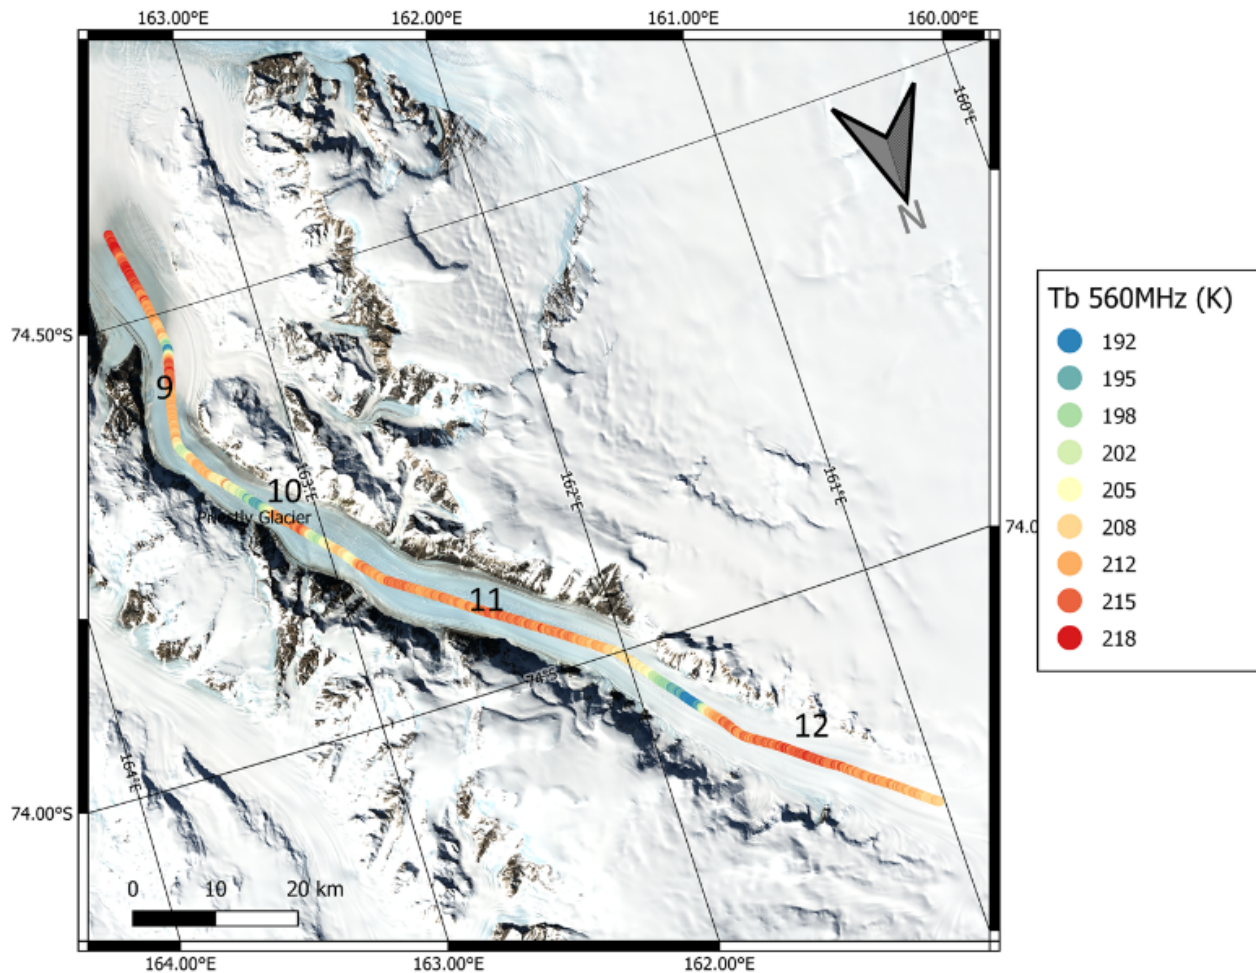 163.00°E 162.00°E 161.00°E 160.00°E
160°E
N
Tb 560MHz (K)
192
195
198
202
205
208
212
215
218
74.50°S
9
10
163°E
162°E
161°E
Priestly Glacier
74.0
11
74°S
12
164°E
74.00°S
0 10 20 km
164.00°E 163.00°E 162.00°E